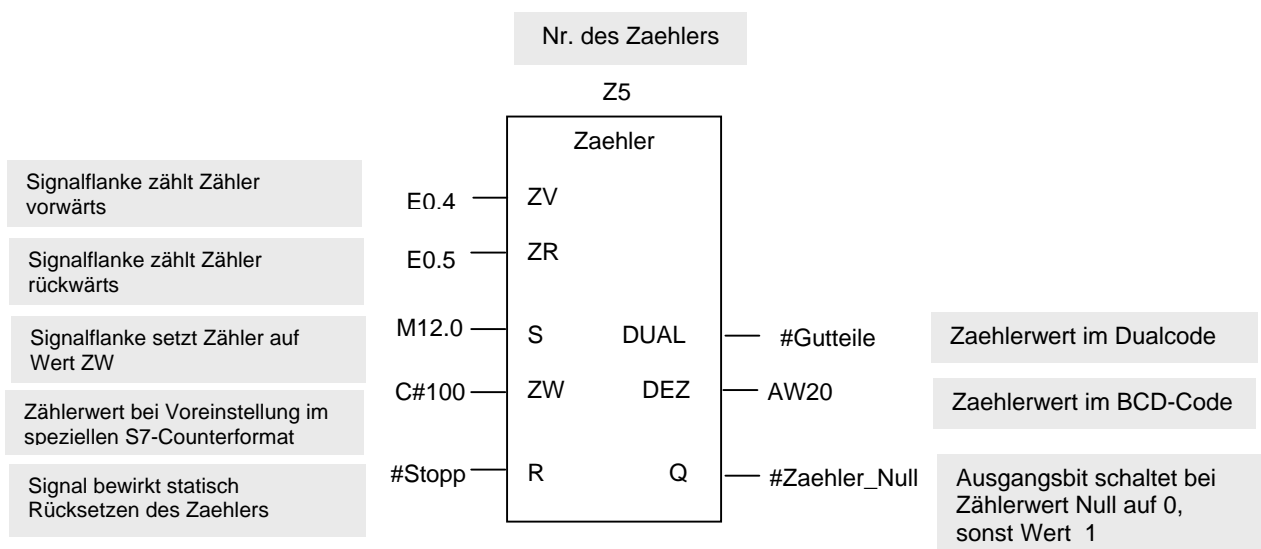 Nr. des Zaehlers
Z5
Zaehler
Signalflanke zählt Zähler
vorwärts
E0.4
ZV
Signalflanke zählt Zähler
rückwärts
E0.5
ZR
Signalflanke setzt Zähler auf
Wert ZW
M12.0
S
DUAL
#Gutteile
Zaehlerwert im Dualcode
Zählerwert bei Voreinstellung im
speziellen S7-Counterformat
C#100
ZW
DEZ
AW20
Zaehlerwert im BCD-Code
Signal bewirkt statisch
Rücksetzen des Zaehlers
#Stopp
R
Q
#Zaehler_Null
Ausgangsbit schaltet bei
Zählerwert Null auf 0,
sonst Wert 1